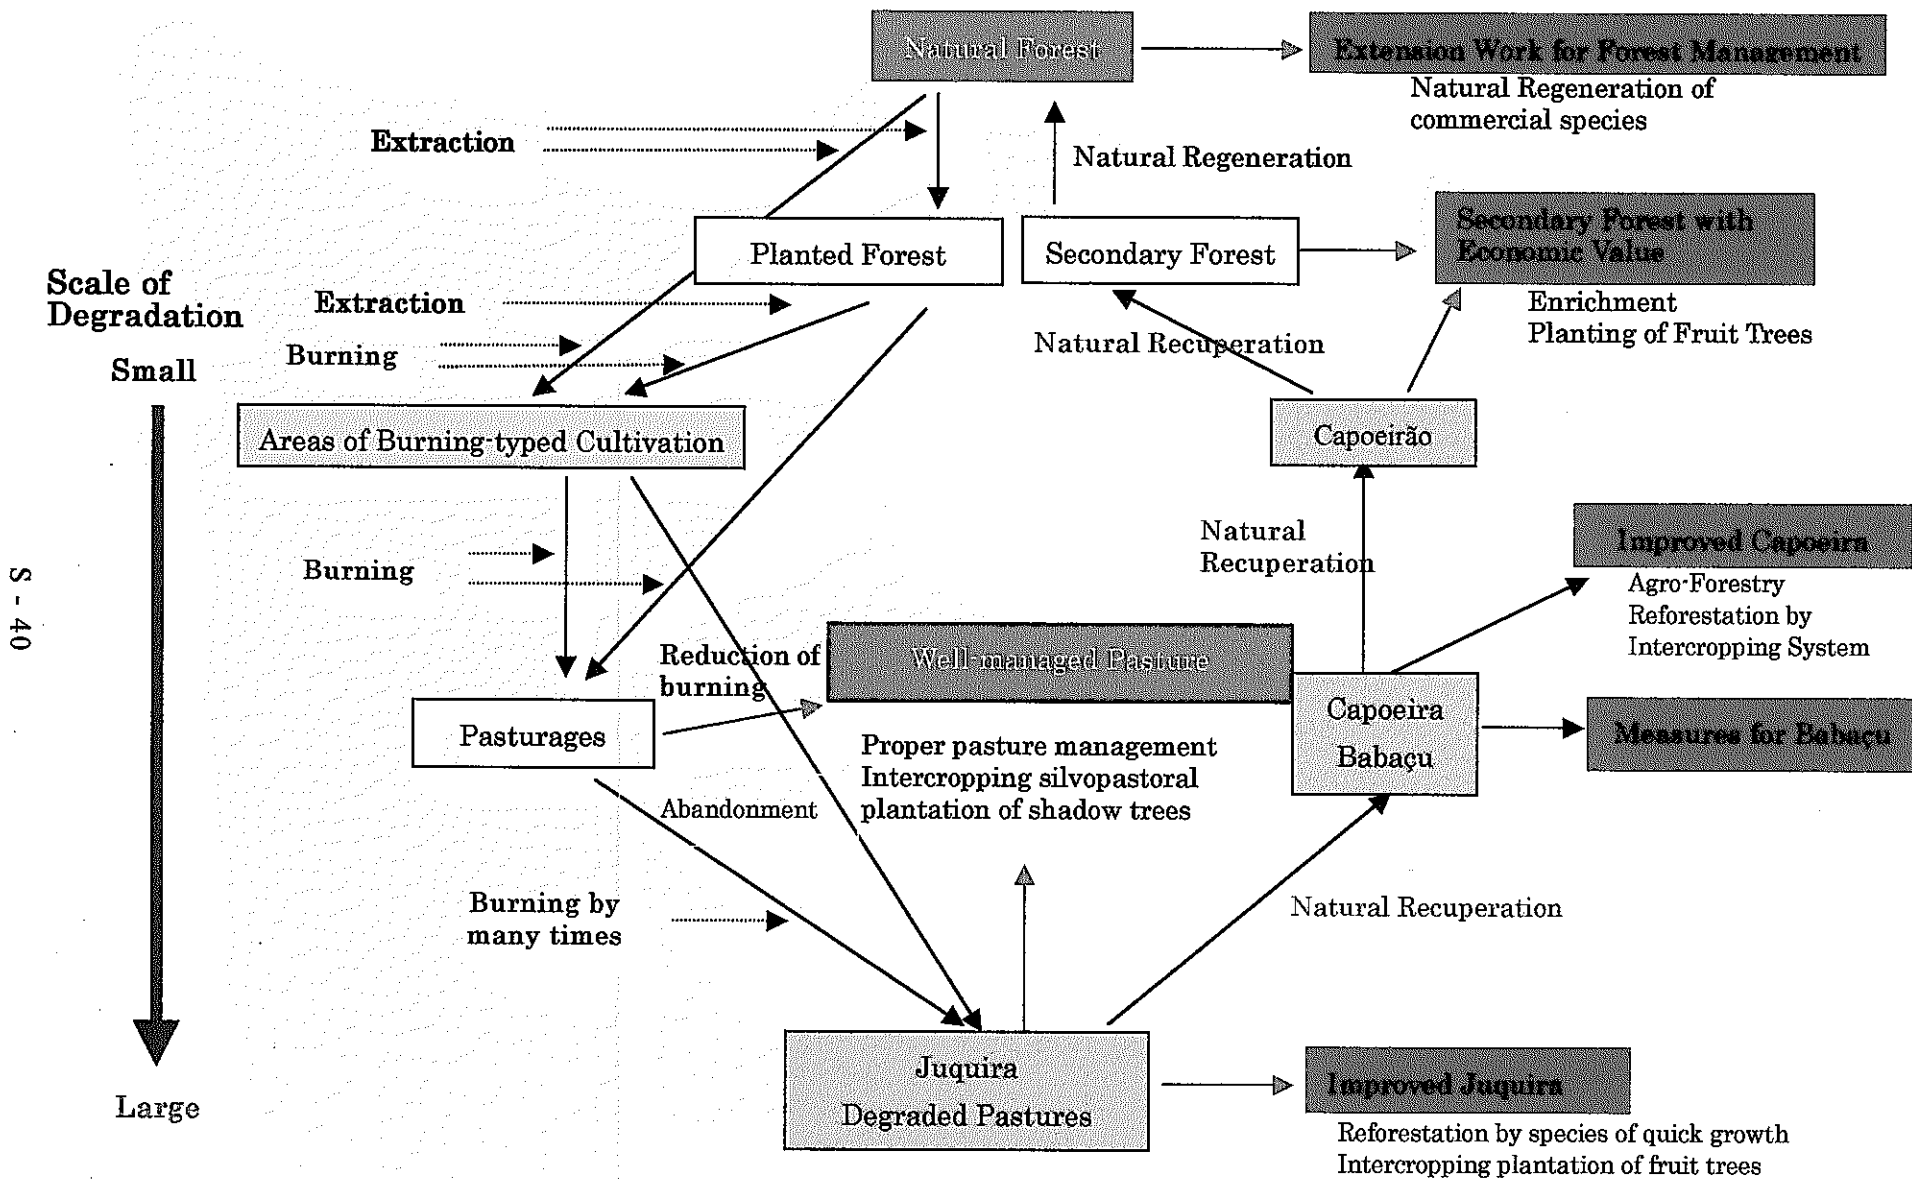 Natural Forest
Extension Work for Forest Management
Natural Regeneration of
commercial species
Extraction
Natural Regeneration
Planted Forest
Secondary Forest
Secondary Forest with
Economic Value
Enrichment
Planting of Fruit Trees
Scale of
Degradation
Small
Extraction
Burning
Natural Recuperation
Areas of Burning-typed Cultivation
Capoeirão
Natural
Recuperation
Improved Capoeira
Agro-Forestry
Reforestation by
Intercropping System
Burning
S - 40
Reduction of
burning
Well-managed Pasture
Pasturages
Capoeira
Babaçu
Measures for Babaçu
Proper pasture management
Intercropping silvopastoral
plantation of shadow trees
Abandonment
Burning by
many times
Natural Recuperation
Large
Juquira
Degraded Pastures
Improved Juquira
Reforestation by species of quick growth
Intercropping plantation of fruit trees